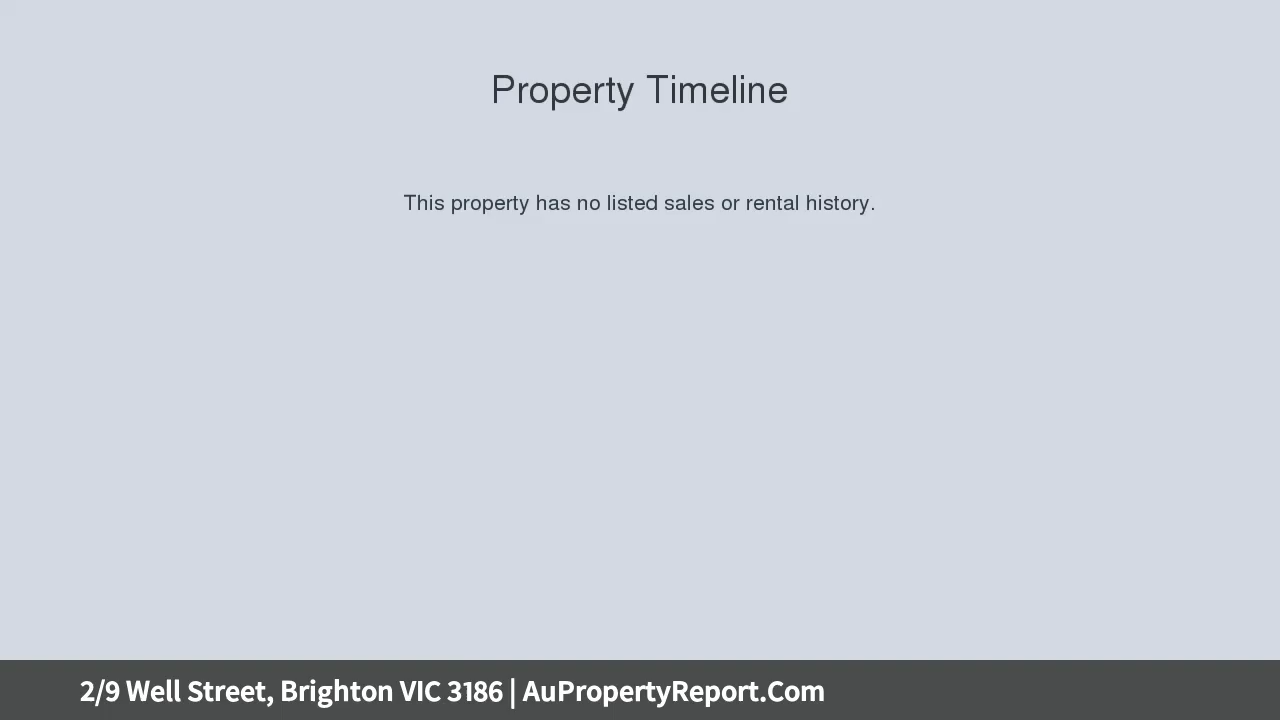 Property Timeline
This property has no listed sales or rental history.
2/9 Well Street, Brighton VIC 3186 | AuPropertyReport.Com